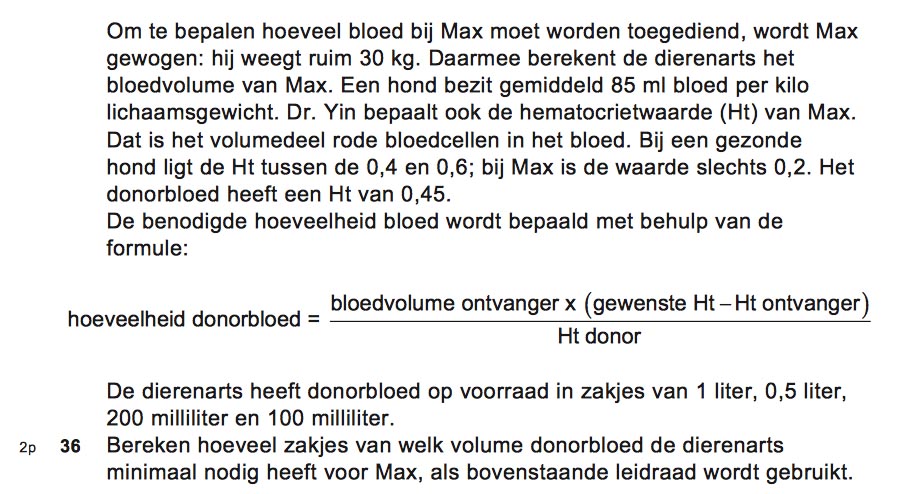 Om te bepalen hoeveel bloed bij Max moet worden toegediend, wordt Max
gewogen: hij weegt ruim 30 kg. Daarmee berekent de dierenarts het
bloedvolume van Max. Een hond bezit gemiddeld 85 ml bloed per kilo
lichaamsgewicht. Dr. Yin bepaalt ook de hematocrietwaarde (Ht) van Max.
Dat is het volumedeel rode bloedcellen in het bloed. Bij een gezonde
hond ligt de Ht tussen de 0,4 en 0,6; bij Max is de waarde slechts 0,2. Het
donorbloed heeft een Ht van 0,45.
De benodigde hoeveelheid bloed wordt bepaald met behulp van de
formule:
bloedvolume ontvanger x (gewenste Ht – Ht ontvanger)
hoeveelheid donorbloed =
Ht donor
De dierenarts heeft donorbloed op voorraad in zakjes van 1 liter, 0,5 liter,
200 milliliter en 100 milliliter.
2p 36 Bereken hoeveel zakjes van welk volume donorbloed de dierenarts
minimaal nodig heeft voor Max, als bovenstaande leidraad wordt gebruikt.